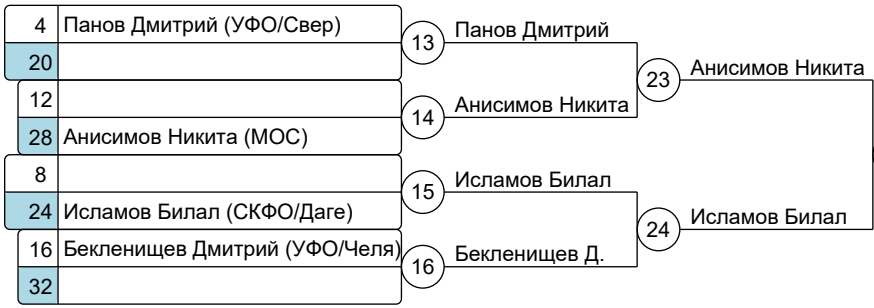 4 Панов Дмитрий (УФО/Свер)
20
13 Панов Дмитрий
12
28 Анисимов Никита (МОС)
14 Анисимов Никита
23 Анисимов Никита
8
24 Исламов Билал (СКФО/Даге)
15 Исламов Билал
16 Бекленищев Дмитрий (УФО/Челя)
32
16 Бекленищев Д.
24 Исламов Билал